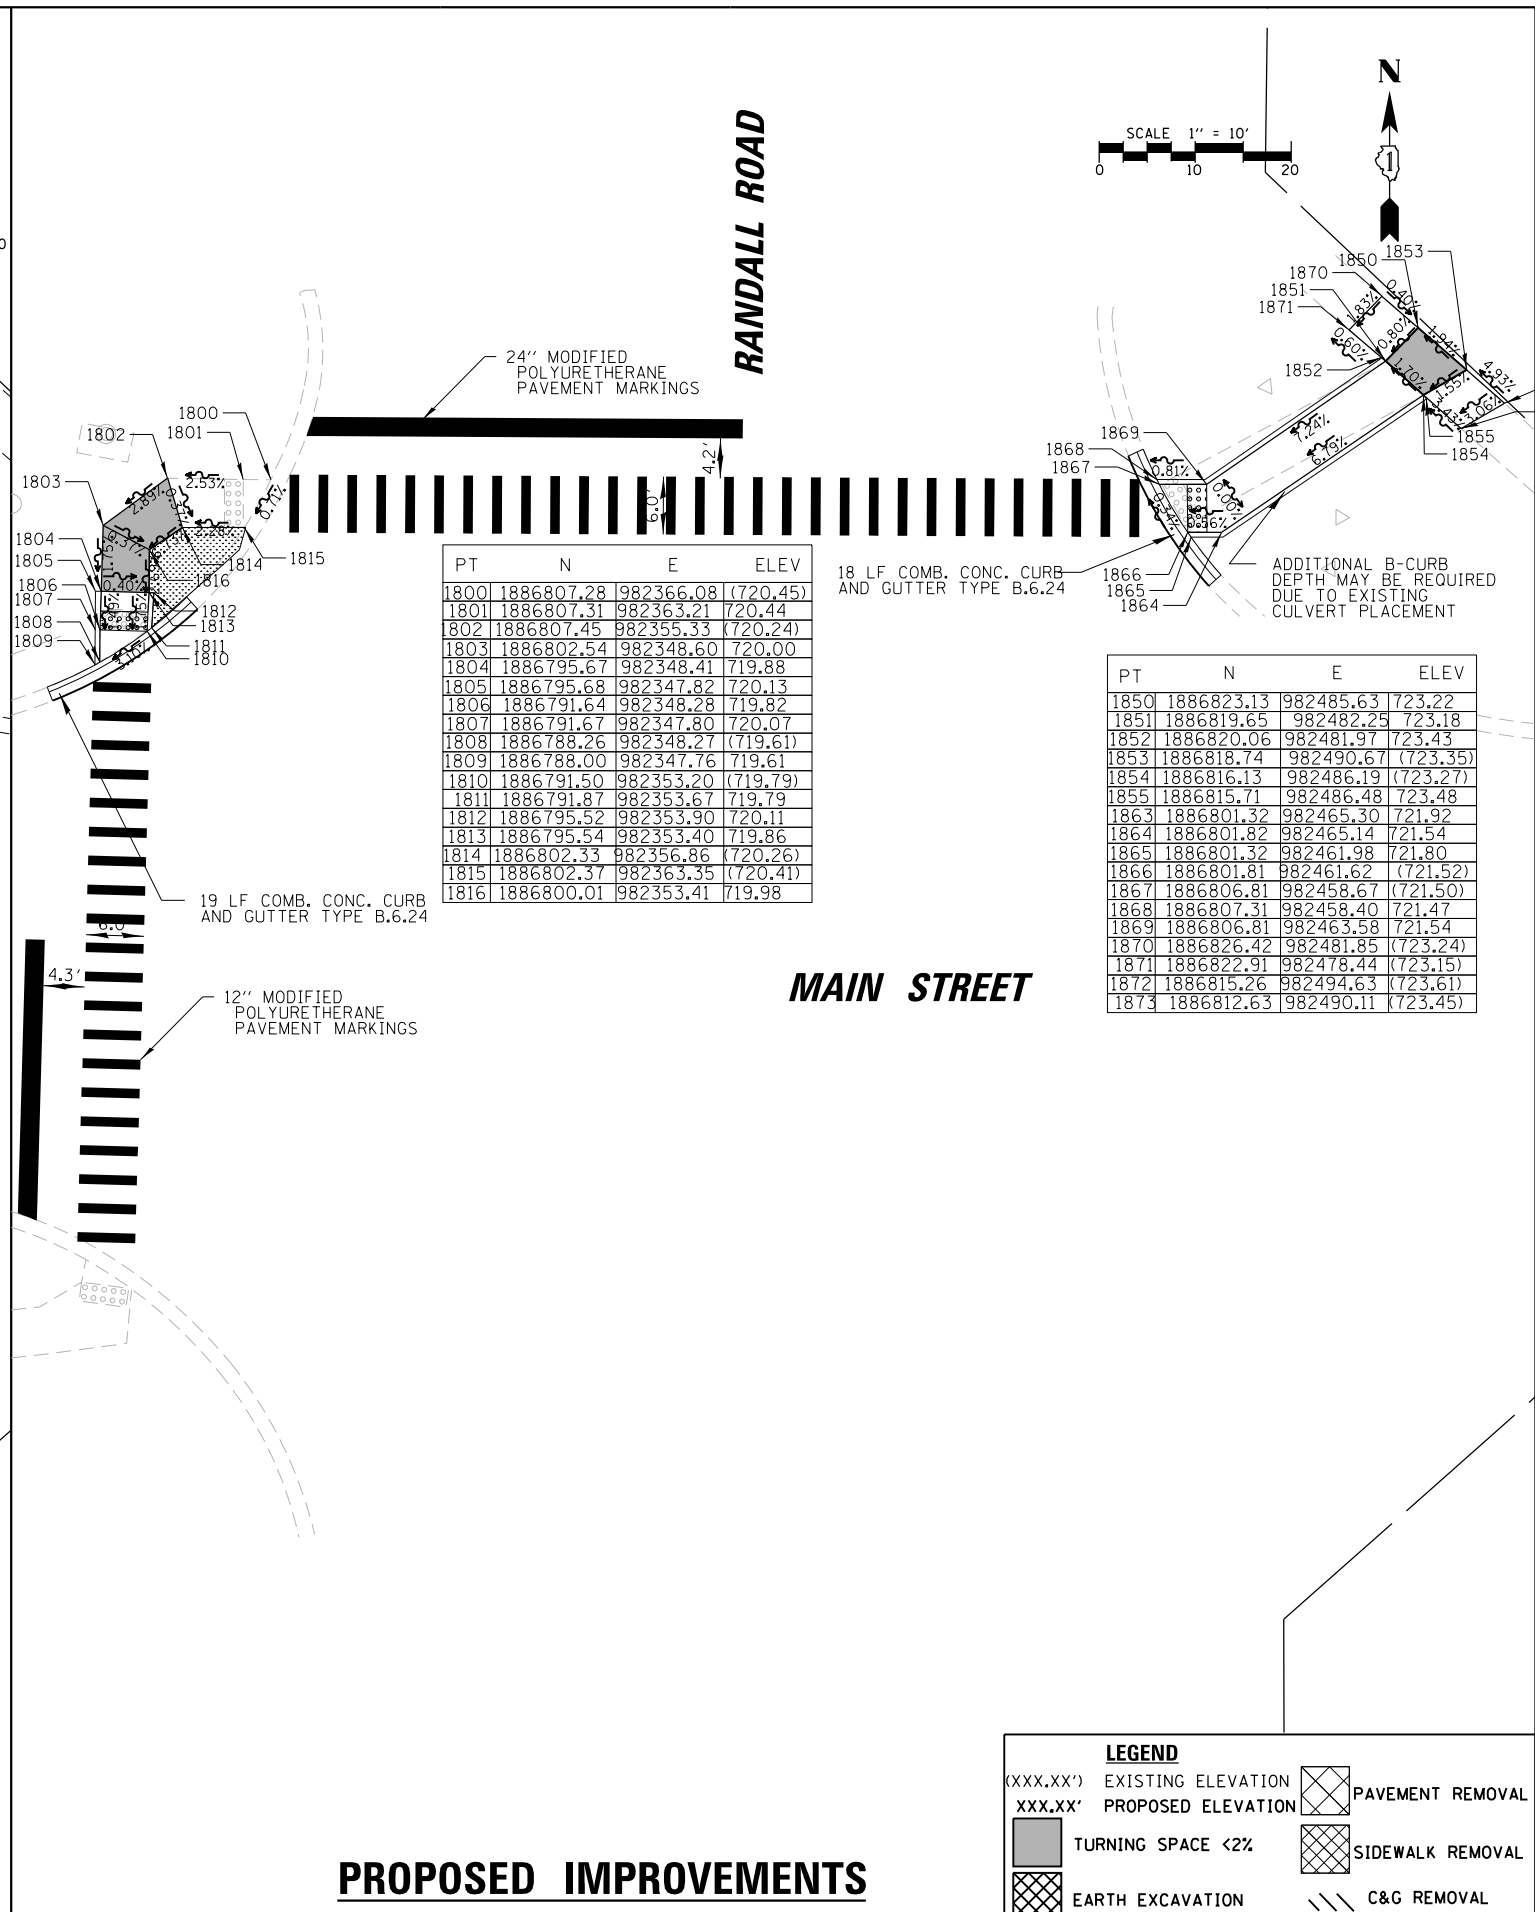 N
1
SCALE 1'' = 10'
0 10 20
RANDALL ROAD
24'' MODIFIED
POLYURETHERANE
PAVEMENT MARKINGS
1800
1801
1802
1803
1804
1805
1806
1807
1808
1809
1814
1815
1816
1812
1813
1811
1810
2.53%
0.71%
2.89%
0.37%
2.28%
0.40%
3.10%
4.2'
6.0'
1853
1850
1870
1851
1871
1852
0.40%
1.83%
0.60%
0.80%
1.94%
1.70%
1.55%
4.93%
3.06%
1855
1854
7.24%
6.79%
1869
1868
1867
0.81%
0.34%
1866
1865
1864
18 LF COMB. CONC. CURB
AND GUTTER TYPE B.6.24
ADDITIONAL B-CURB
DEPTH MAY BE REQUIRED
DUE TO EXISTING
CULVERT PLACEMENT
PT N E ELEV
1800 1886807.28 982366.08 (720.45)
1801 1886807.31 982363.21 720.44
1802 1886807.45 982355.33 (720.24)
1803 1886802.54 982348.60 720.00
1804 1886795.67 982348.41 719.88
1805 1886795.68 982347.82 720.13
1806 1886791.64 982348.28 719.82
1807 1886791.67 982347.80 720.07
1808 1886788.26 982348.27 (719.61)
1809 1886788.00 982347.76 719.61
1810 1886791.50 982353.20 (719.79)
1811 1886791.87 982353.67 719.79
1812 1886795.52 982353.90 720.11
1813 1886795.54 982353.40 719.86
1814 1886802.33 982356.86 (720.26)
1815 1886802.37 982363.35 (720.41)
1816 1886800.01 982353.41 719.98
PT N E ELEV
1850 1886823.13 982485.63 723.22
1851 1886819.65 982482.25 723.18
1852 1886820.06 982481.97 723.43
1853 1886818.74 982490.67 (723.35)
1854 1886816.13 982486.19 (723.27)
1855 1886815.71 982486.48 723.48
1863 1886801.32 982465.30 721.92
1864 1886801.82 982465.14 721.54
1865 1886801.32 982461.98 721.80
1866 1886801.81 982461.62 (721.52)
1867 1886806.81 982458.67 (721.50)
1868 1886807.31 982458.40 721.47
1869 1886806.81 982463.58 721.54
1870 1886826.42 982481.85 (723.24)
1871 1886822.91 982478.44 (723.15)
1872 1886815.26 982494.63 (723.61)
1873 1886812.63 982490.11 (723.45)
19 LF COMB. CONC. CURB
AND GUTTER TYPE B.6.24
6.0'
4.3'
12'' MODIFIED
POLYURETHERANE
PAVEMENT MARKINGS
MAIN STREET
LEGEND
(XXX.XX') EXISTING ELEVATION
XXX.XX' PROPOSED ELEVATION
PAVEMENT REMOVAL
TURNING SPACE <2%
SIDEWALK REMOVAL
EARTH EXCAVATION
C&G REMOVAL
PROPOSED IMPROVEMENTS